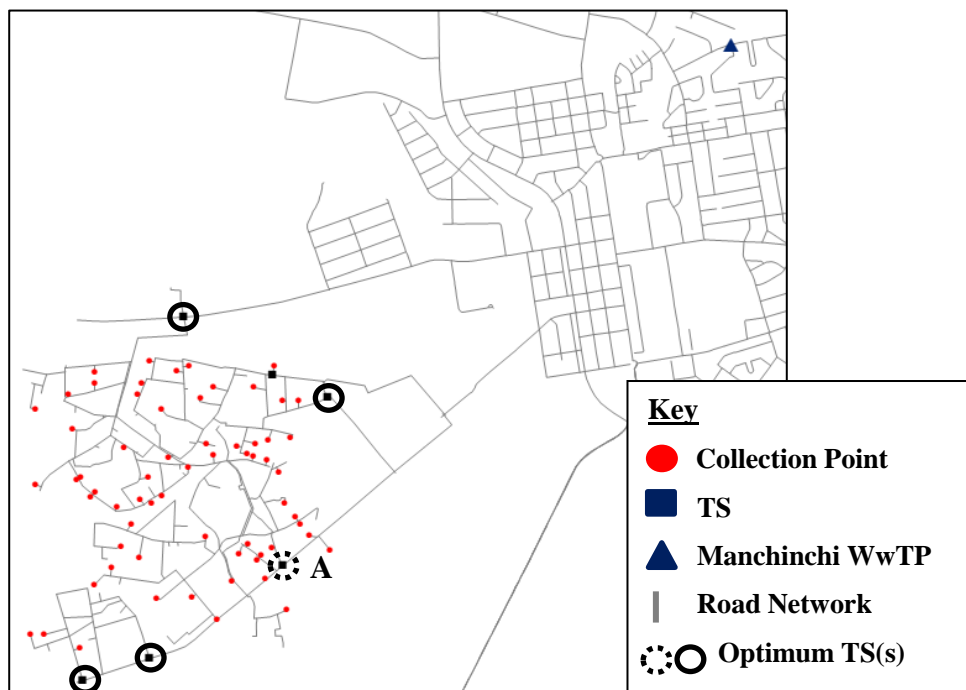 A
Key
Collection Point
TS
Manchinchi WwTP
Road Network
Optimum TS(s)